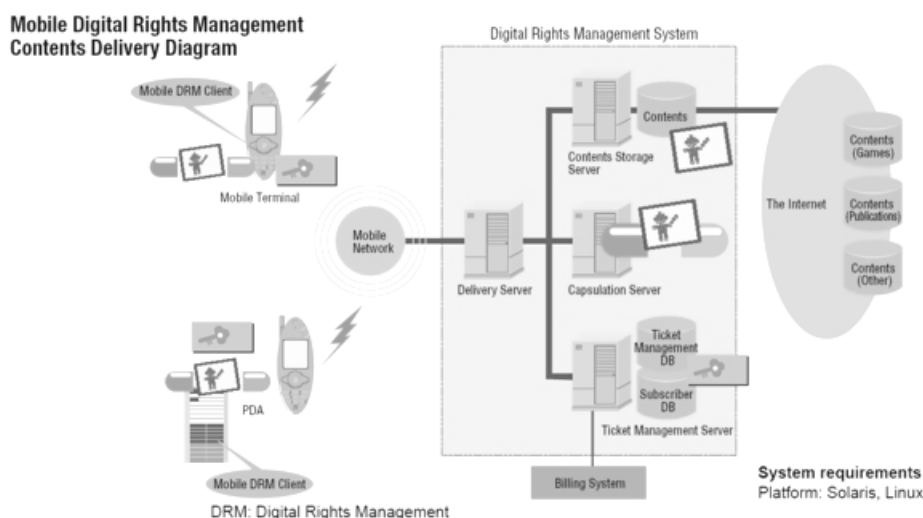 Mobile Digital Rights Management
Contents Delivery Diagram
Digital Rights Management System
Mobile DRM Client
Mobile Terminal
Contents
Contents Storage
Server
Contents
(Games)
The Internet
Contents
(Publications)
Contents
(Other)
Mobile
Network
Delivery Server
Capsulation Server
PDA
Mobile DRM Client
Ticket
Management
DB
Subscriber
DB
Ticket Management Server
Billing System
DRM: Digital Rights Management
System requirements
Platform: Solaris, Linux